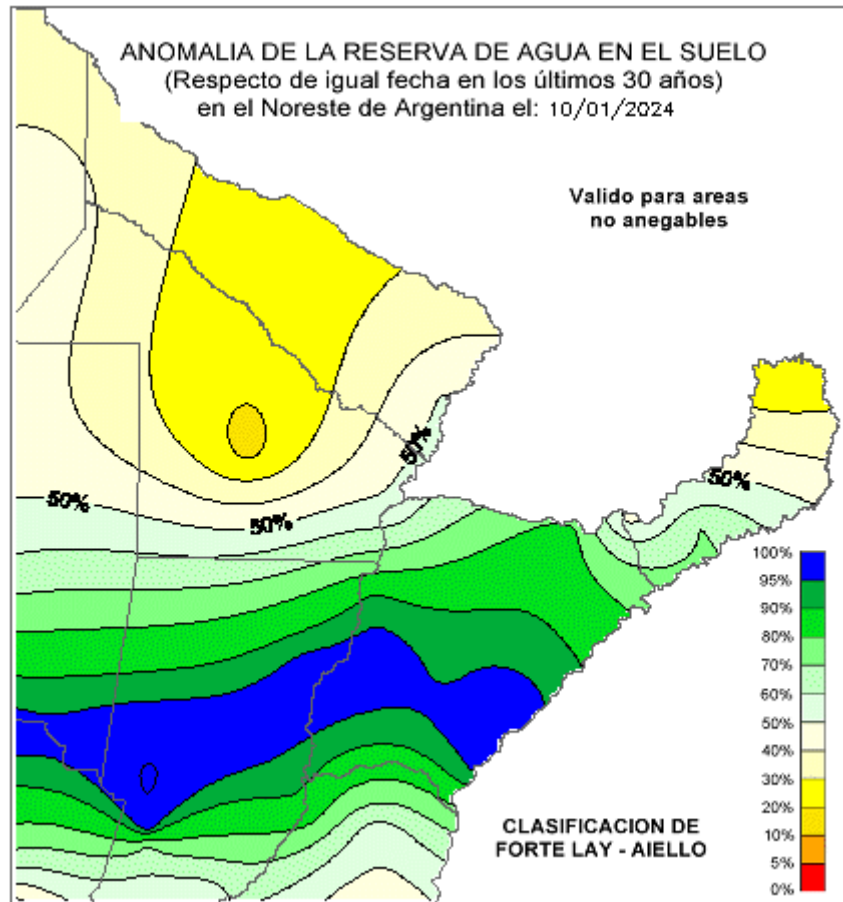 ANOMALIA DE LA RESERVA DE AGUA EN EL SUELO
(Respecto de igual fecha en los últimos 30 años)
en el Noreste de Argentina el: 10/01/2024
Valido para areas
no anegables
50%
50%
50%
50%
100%
95%
90%
80%
70%
60%
50%
40%
30%
20%
10%
5%
0%
CLASIFICACION DE
FORTE LAY - AIELLO